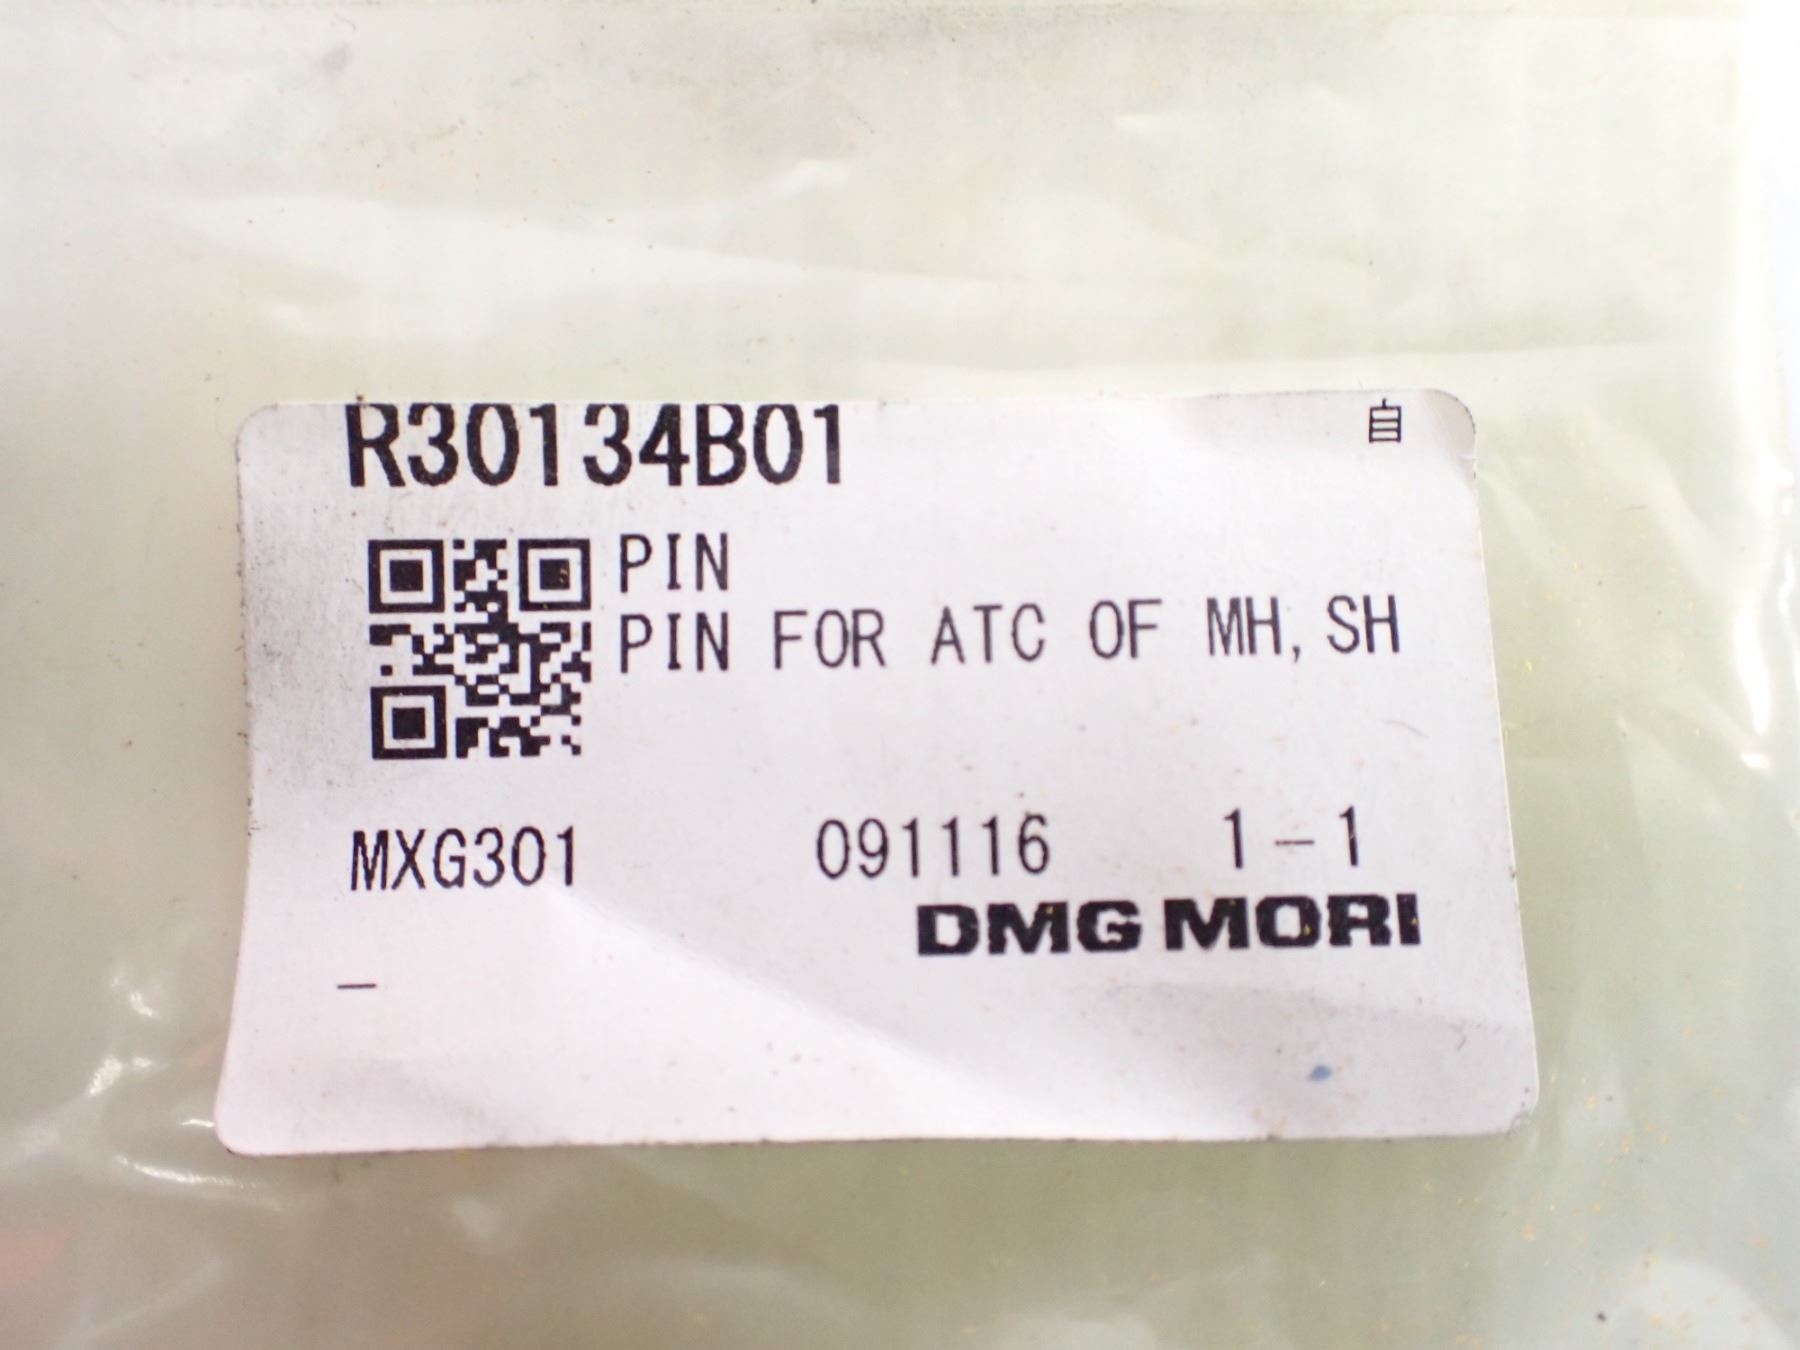 R30134B01 自
PIN
PIN FOR ATC OF MH, SH
MXG301 091116 1-1
DMG MORI
-